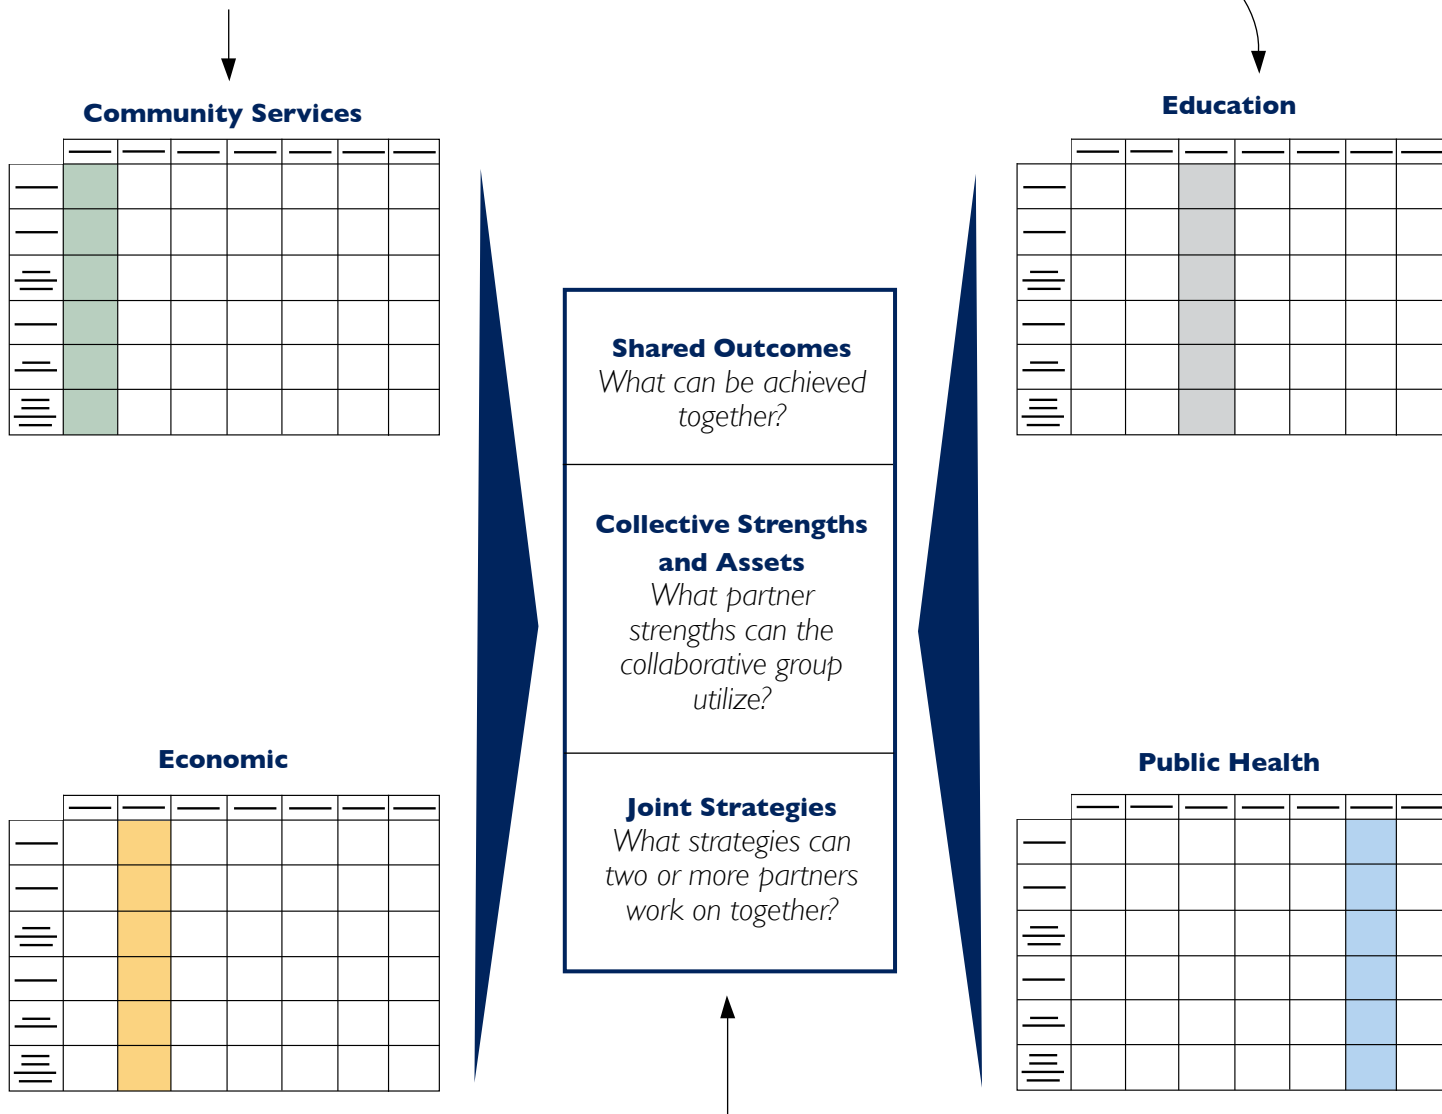 Community Services
Education
Shared Outcomes
What can be achieved
together?
Collective Strengths
and Assets
What partner
strengths can the
collaborative group
utilize?
Economic
Public Health
Joint Strategies
What strategies can
two or more partners
work on together?